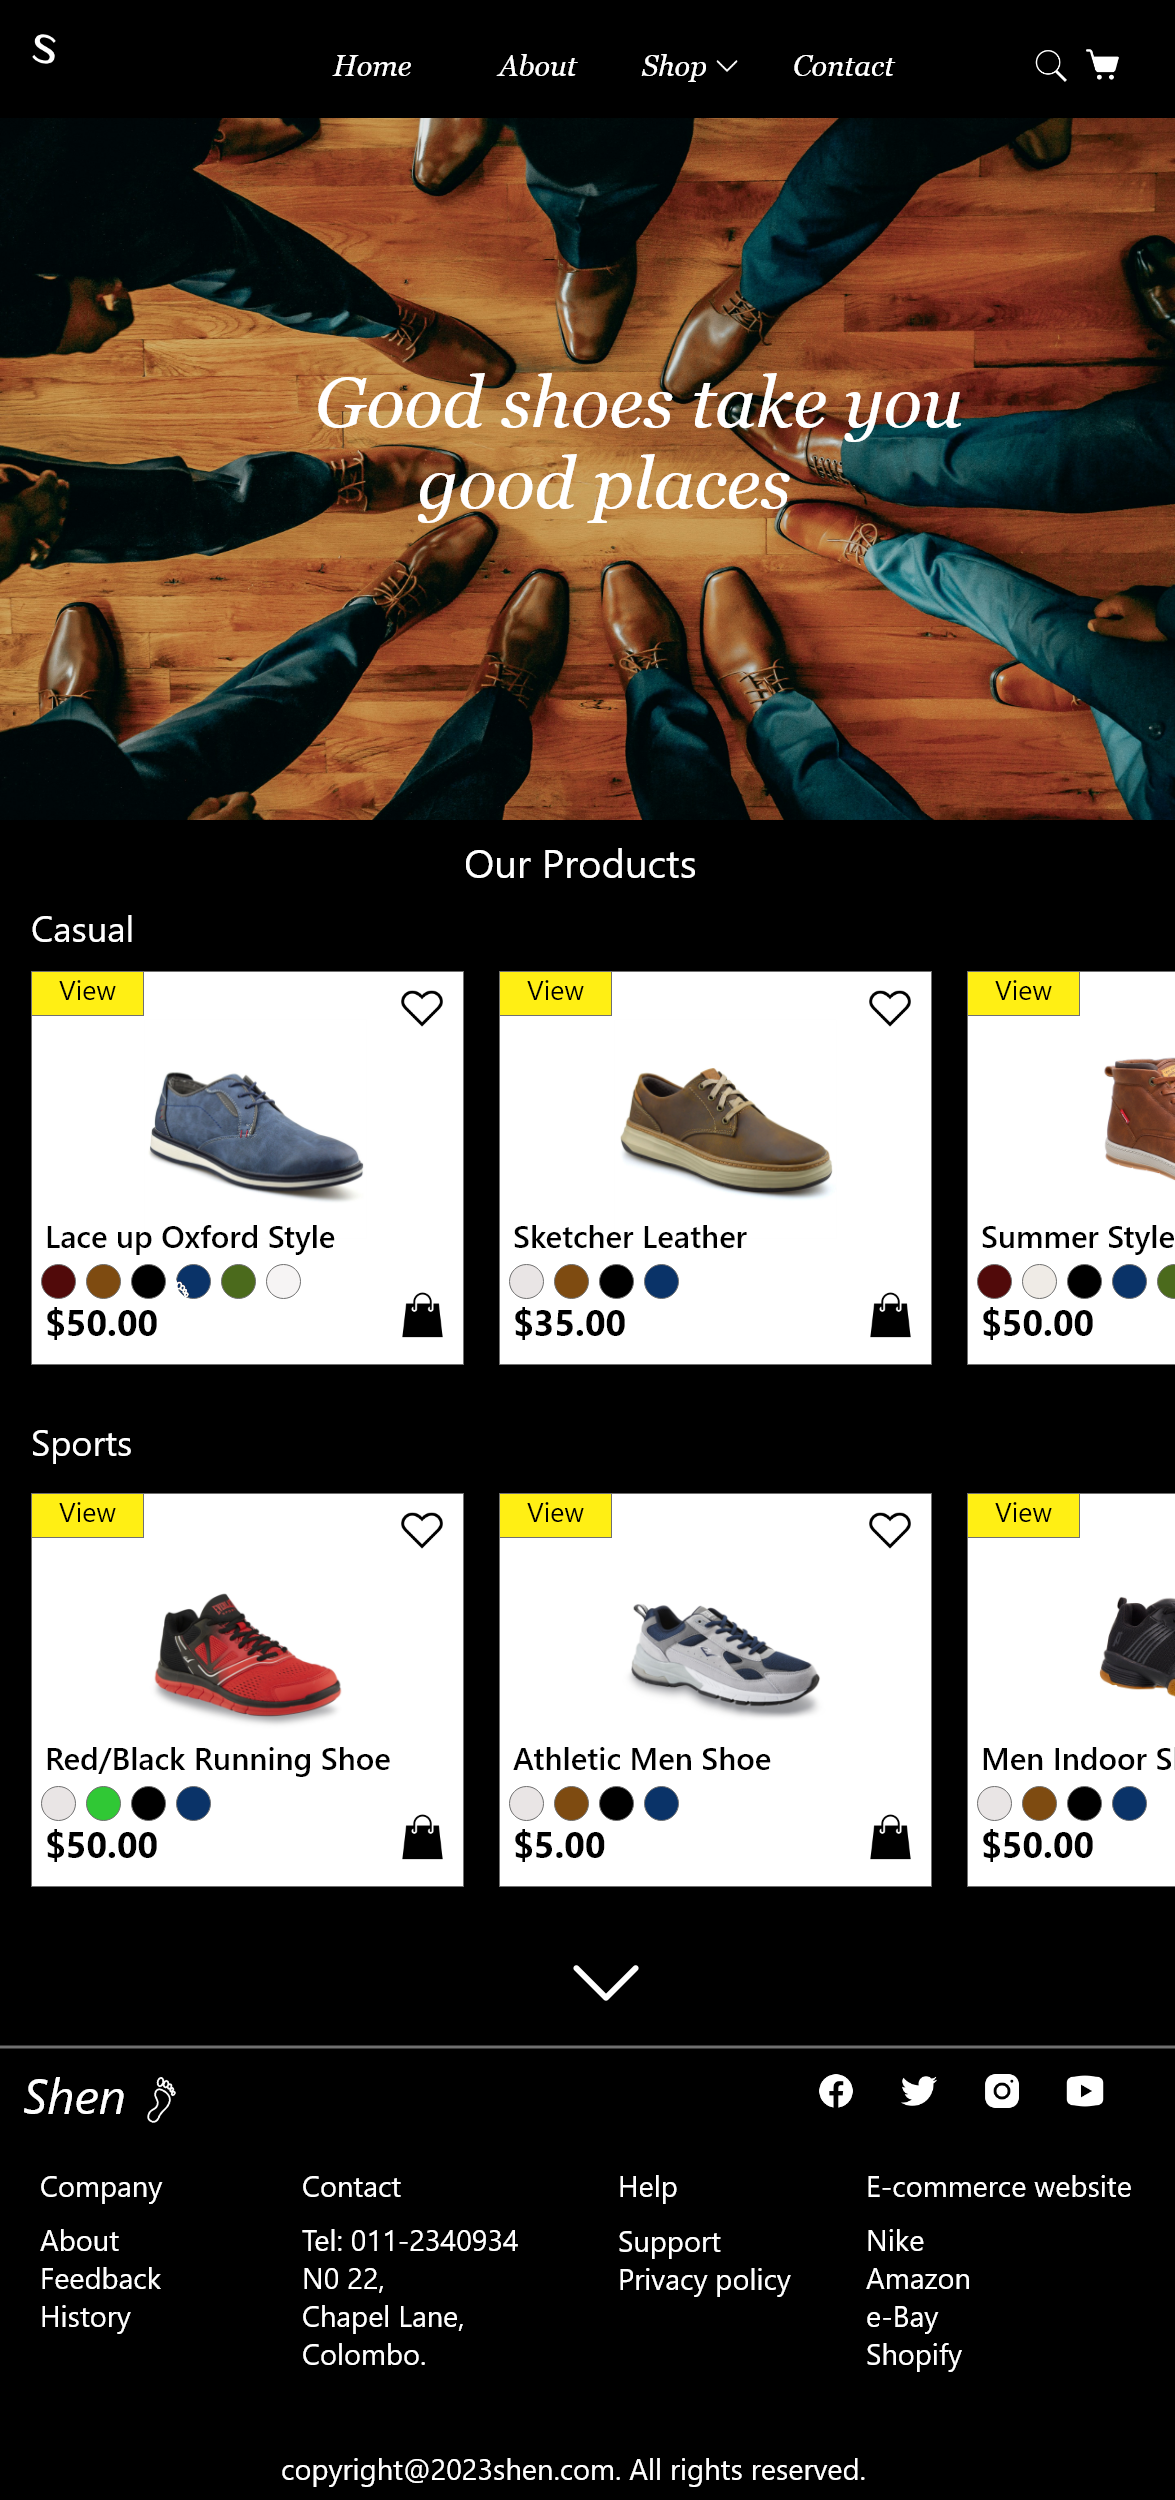 S
Home About Shop Contact
Good shoes take you
good places
Our Products
Casual
View View View
Lace up Oxford Style Sketcher Leather Summer Style
$50.00 $35.00 $50.00
Sports
View View View
Red/Black Running Shoe Athletic Men Shoe Men Indoor S
$50.00 $5.00 $50.00
Shen
Company Contact Help E-commerce website
About Tel: 011-2340934 Support Nike
Feedback N0 22, Privacy policy Amazon
History Chapel Lane, e-Bay
Colombo. Shopify
copyright@2023shen.com. All rights reserved.